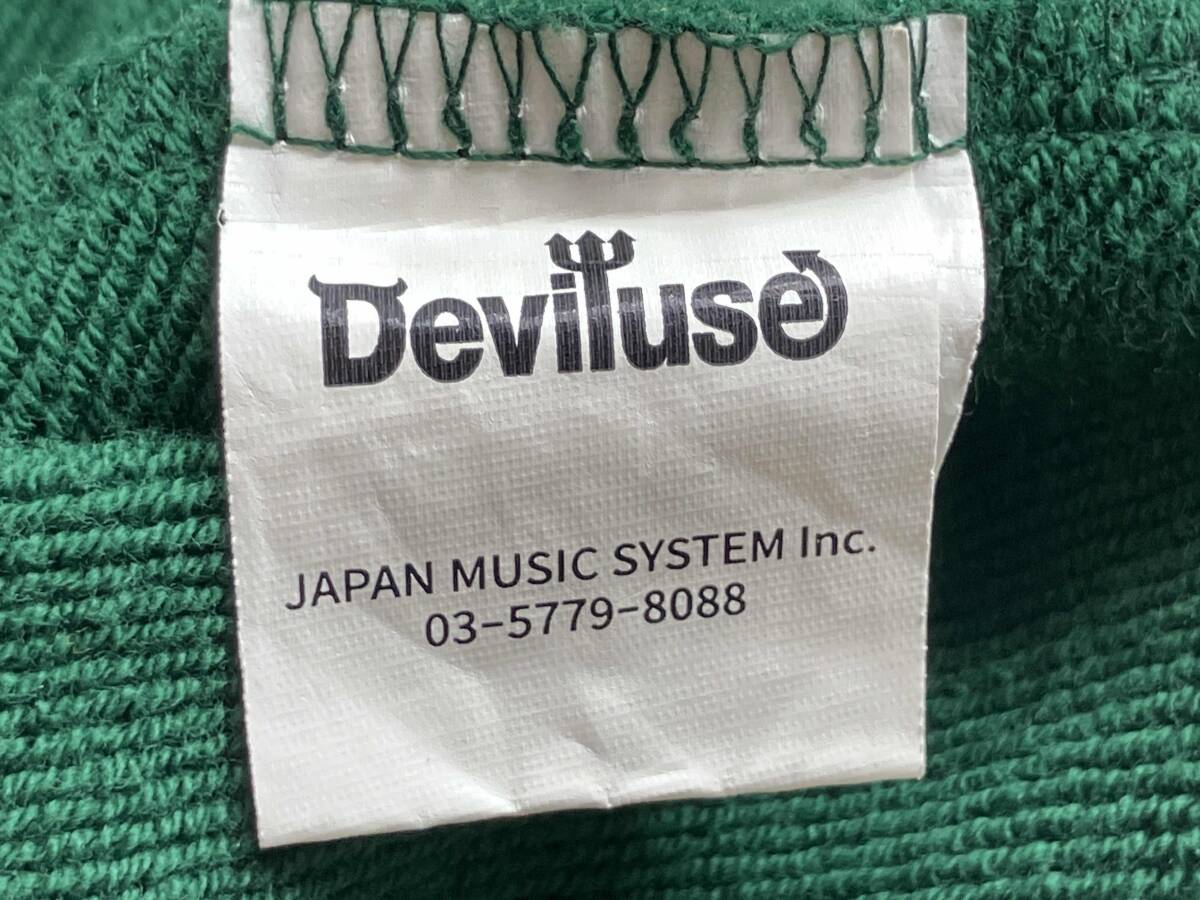 Deviluse
JAPAN MUSIC SYSTEM Inc.
03-5779-8088